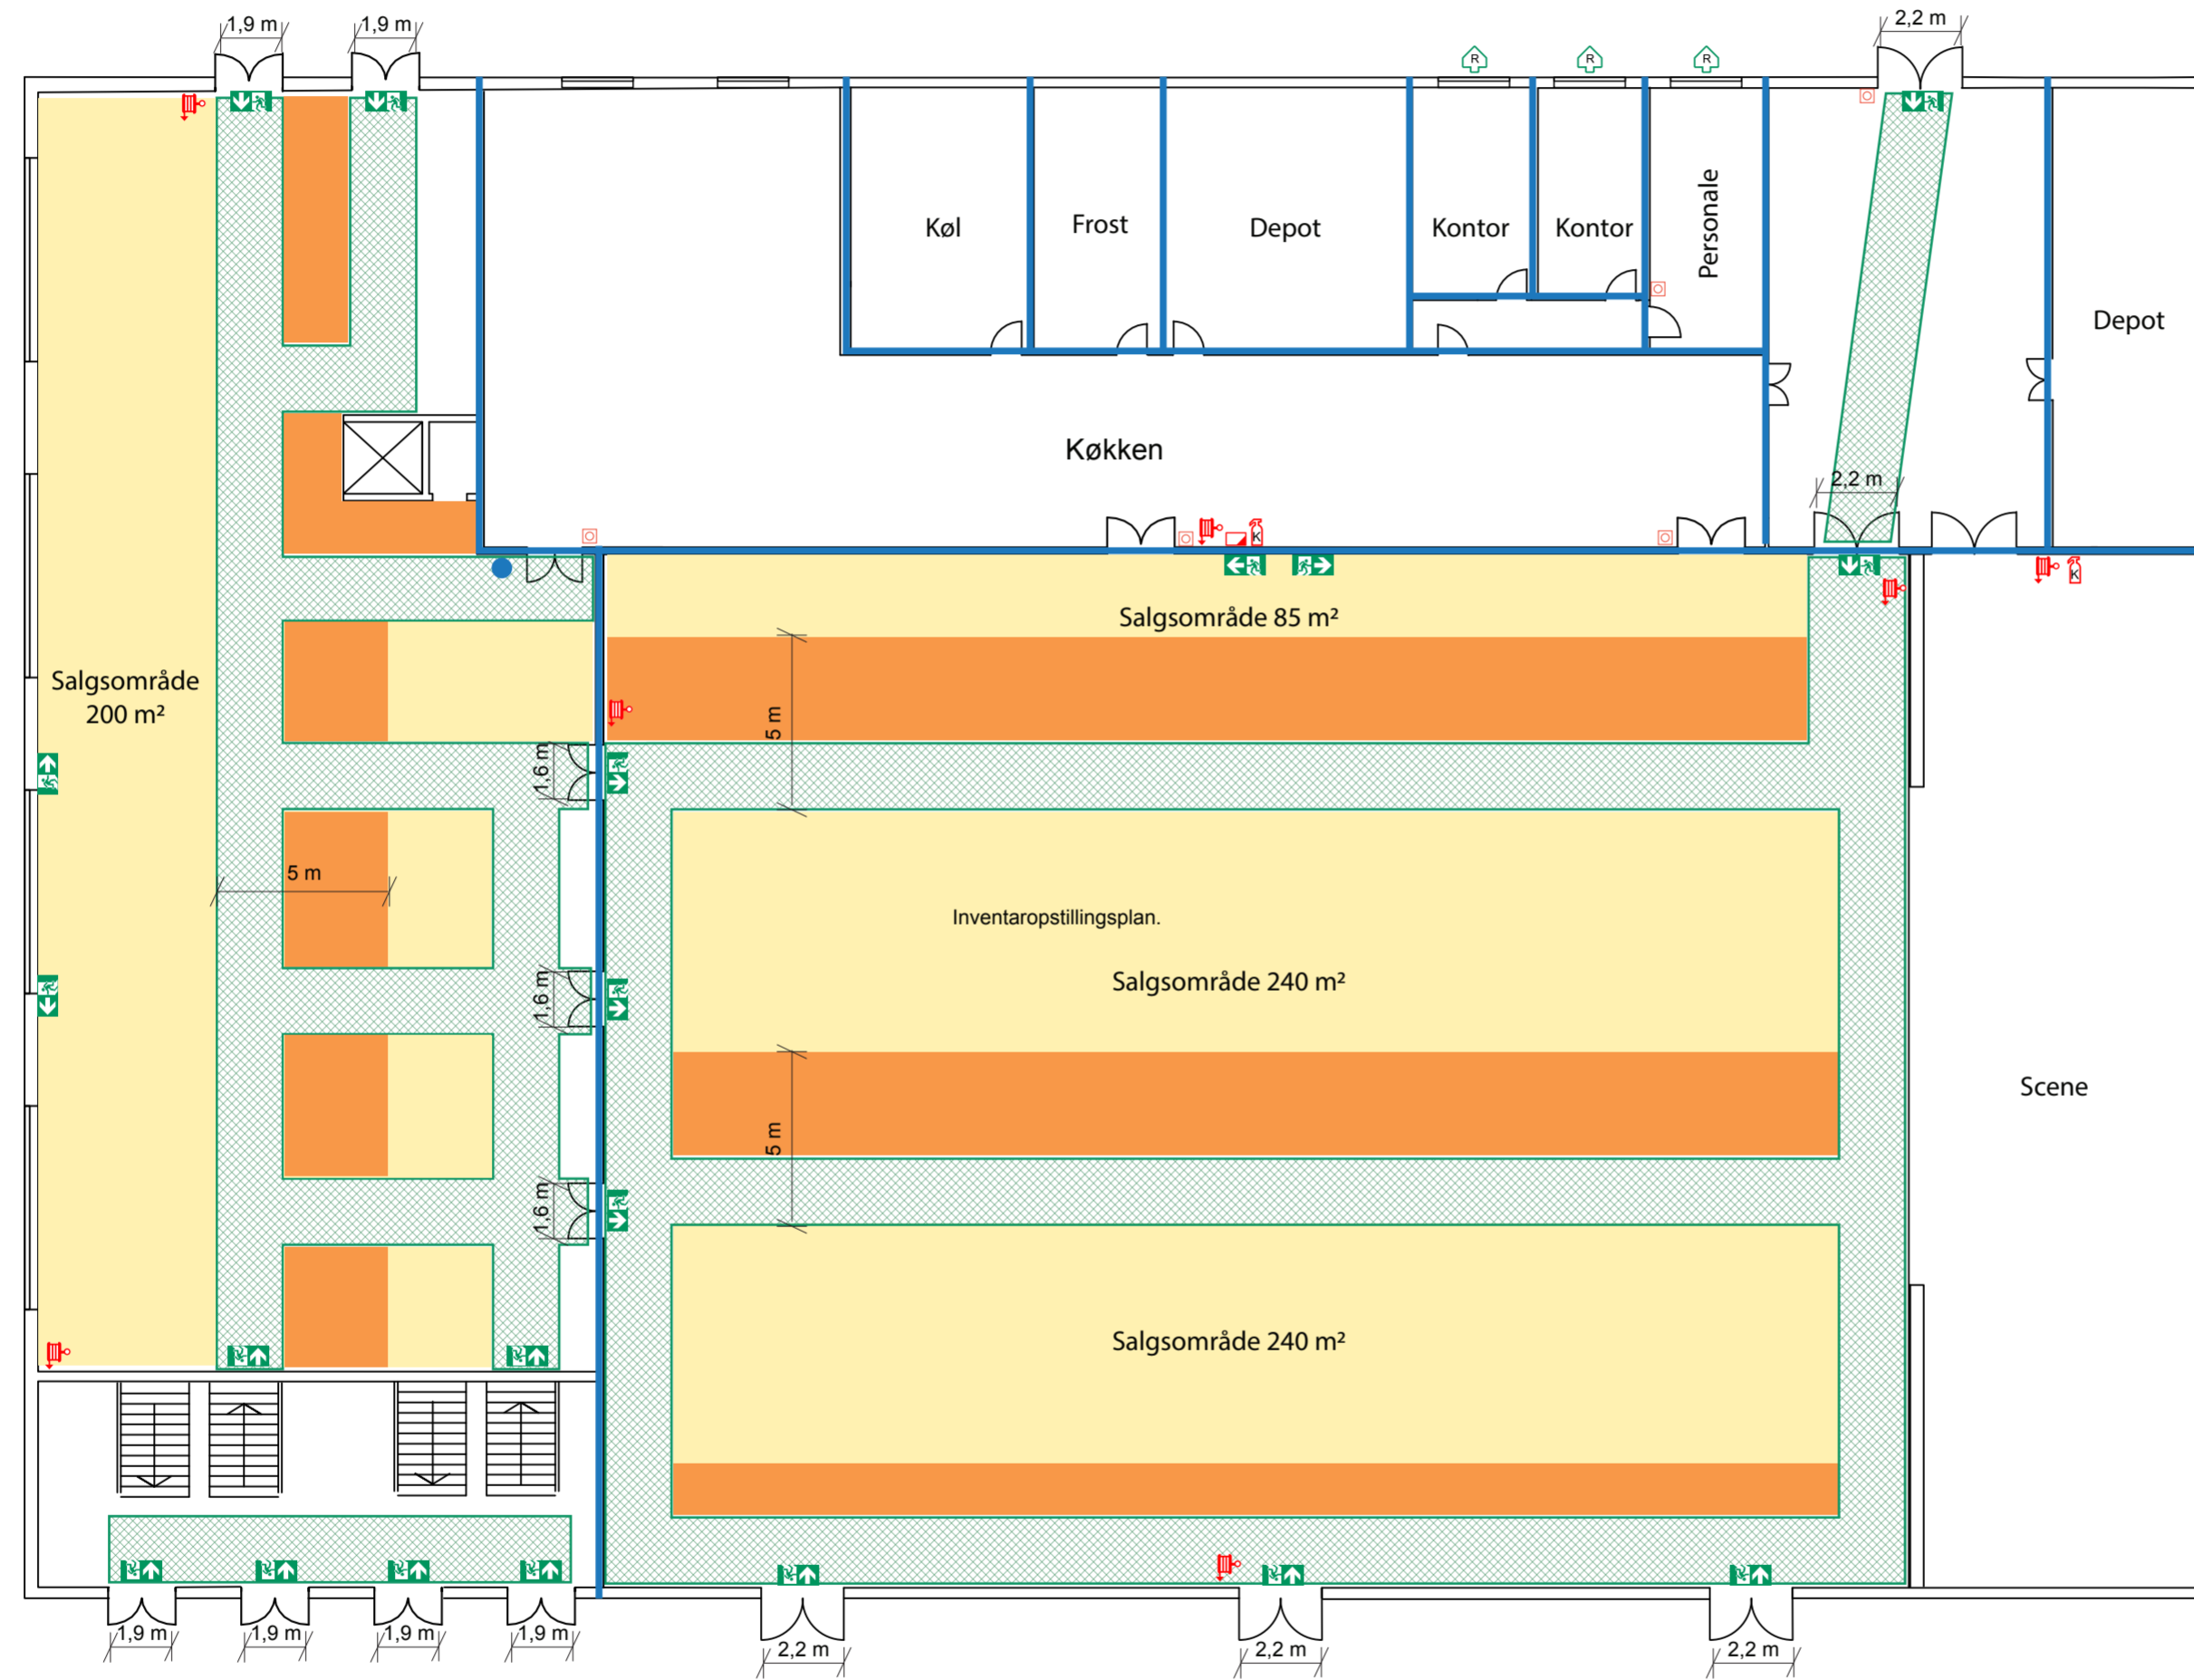 1,9 m
1,9 m
2,2 m
R
R
R
Køl
Frost
Depot
Kontor
Kontor
Personale
Depot
Køkken
2,2 m
K
K
Salgsområde 85 m²
Salgsområde
200 m²
5 m
1,6 m
5 m
Inventaropstillingsplan.
Salgsområde 240 m²
1,6 m
Scene
5 m
1,6 m
Salgsområde 240 m²
1,9 m
1,9 m
1,9 m
1,9 m
2,2 m
2,2 m
2,2 m